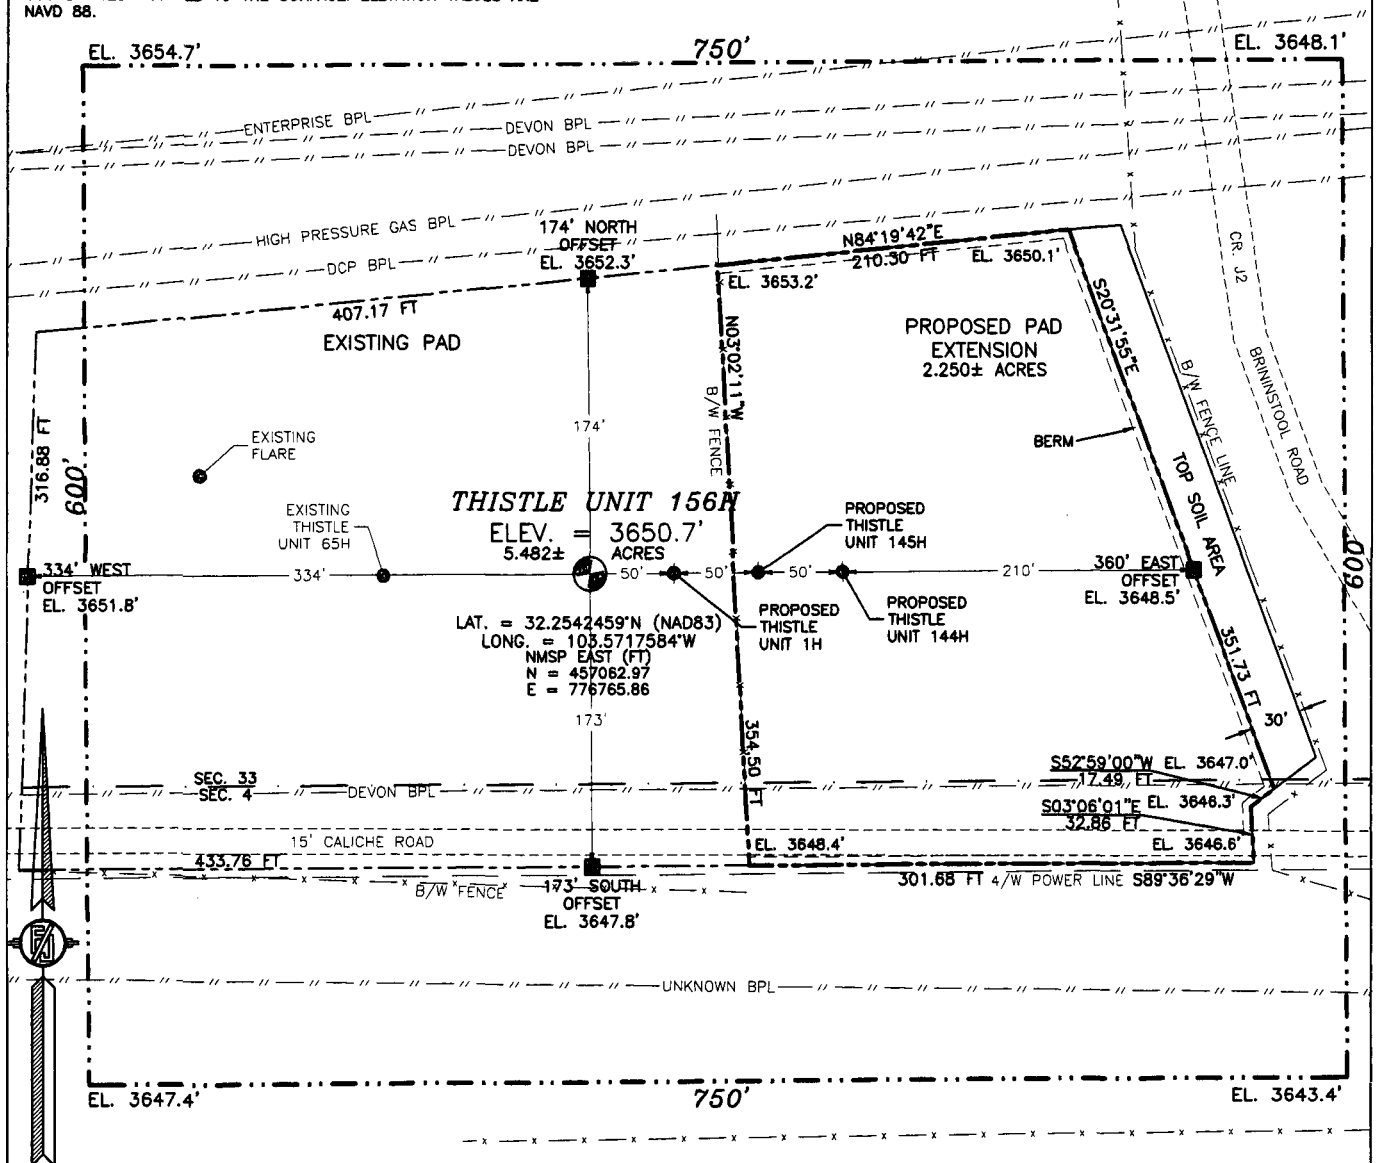 NAVD 88.
EL. 3654.7'
750'
EL. 3648.1'
ENTERPRISE BPL
DEVON BPL
DEVON BPL
HIGH PRESSURE GAS BPL
DCP BPL
174' NORTH
OFFSET
EL. 3652.3'
N84°19'42"E
210.30 FT
EL. 3650.1'
EL. 3653.2'
CR. J2
407.17 FT
EXISTING PAD
PROPOSED PAD
EXTENSION
2.250± ACRES
S20°31'55"E
N03°02'11"W
B/W FENCE
B/W FENCE LINE
BRININSTOOL ROAD
174'
BERM
TOP SOIL AREA
316.88 FT
600'
EXISTING
FLARE
THISTLE UNIT 156H
ELEV. = 3650.7'
5.482± ACRES
EXISTING
THISTLE
UNIT 65H
PROPOSED
THISTLE
UNIT 145H
600'
334' WEST
OFFSET
EL. 3651.8'
334'
50'
50'
50'
210'
360' EAST
OFFSET
EL. 3648.5'
PROPOSED
THISTLE
UNIT 1H
PROPOSED
THISTLE
UNIT 144H
LAT. = 32.2542459°N (NAD83)
LONG. = 103.5717584°W
NMSP EAST (FT)
N = 457062.97
E = 776765.86
351.73 FT
173'
354.50 FT
30'
SEC. 33
SEC. 4
DEVON BPL
S52°59'00"W
17.49 FT
EL. 3647.0'
S03°06'01"E
32.86 FT
EL. 3646.3'
15' CALICHE ROAD
EL. 3648.4'
EL. 3646.6'
433.76 FT
B/W FENCE
173' SOUTH
OFFSET
EL. 3647.8'
301.68 FT
4/W POWER LINE
S89°36'29"W
UNKNOWN BPL
EL. 3647.4'
750'
EL. 3643.4'